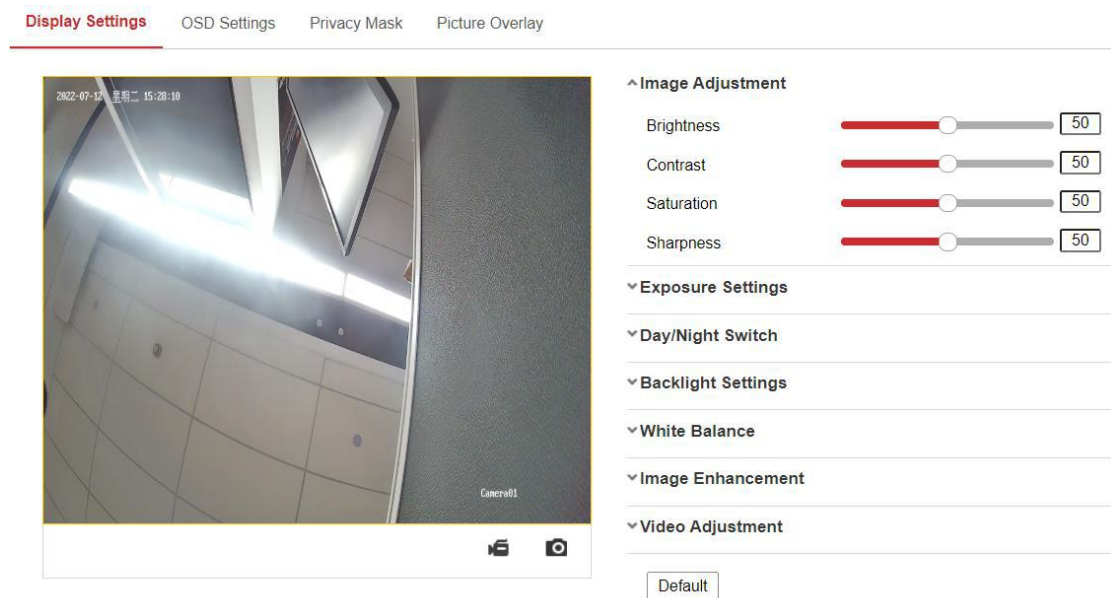 Display Settings OSD Settings Privacy Mask Picture Overlay
2022-07-12 星期二 15:28:10
Camera01
Image Adjustment
Brightness 50
Contrast 50
Saturation 50
Sharpness 50
Exposure Settings
Day/Night Switch
Backlight Settings
White Balance
Image Enhancement
Video Adjustment
Default